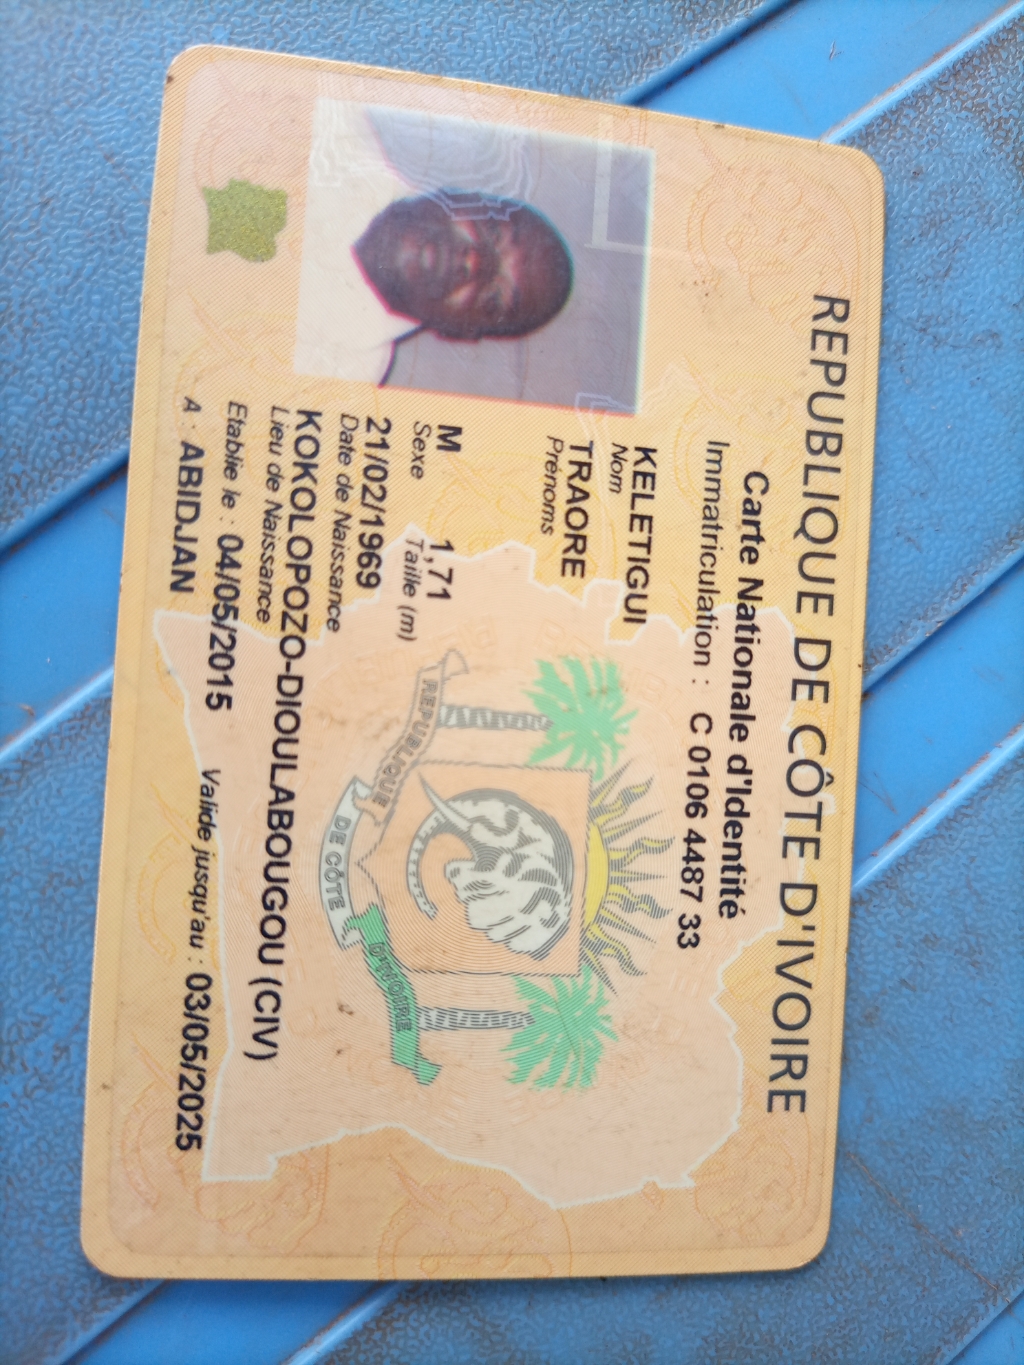 REPUBLIQUE DE CÔTE D'IVOIRE
Carte Nationale d'Identité
Immatriculation : C 0106 4487 33
KELETIGUI
Nom
TRAORE
Prénoms
M 1,71
Sexe Taille (m)
21/02/1969
Date de Naissance
KOKOLOPOZO-DIOULABOUGOU (CIV)
Lieu de Naissance
Etablie le : 04/05/2015 Valide jusqu'au : 03/05/2025
A : ABIDJAN
REPUBLIQUE DE CÔTE D'IVOIRE